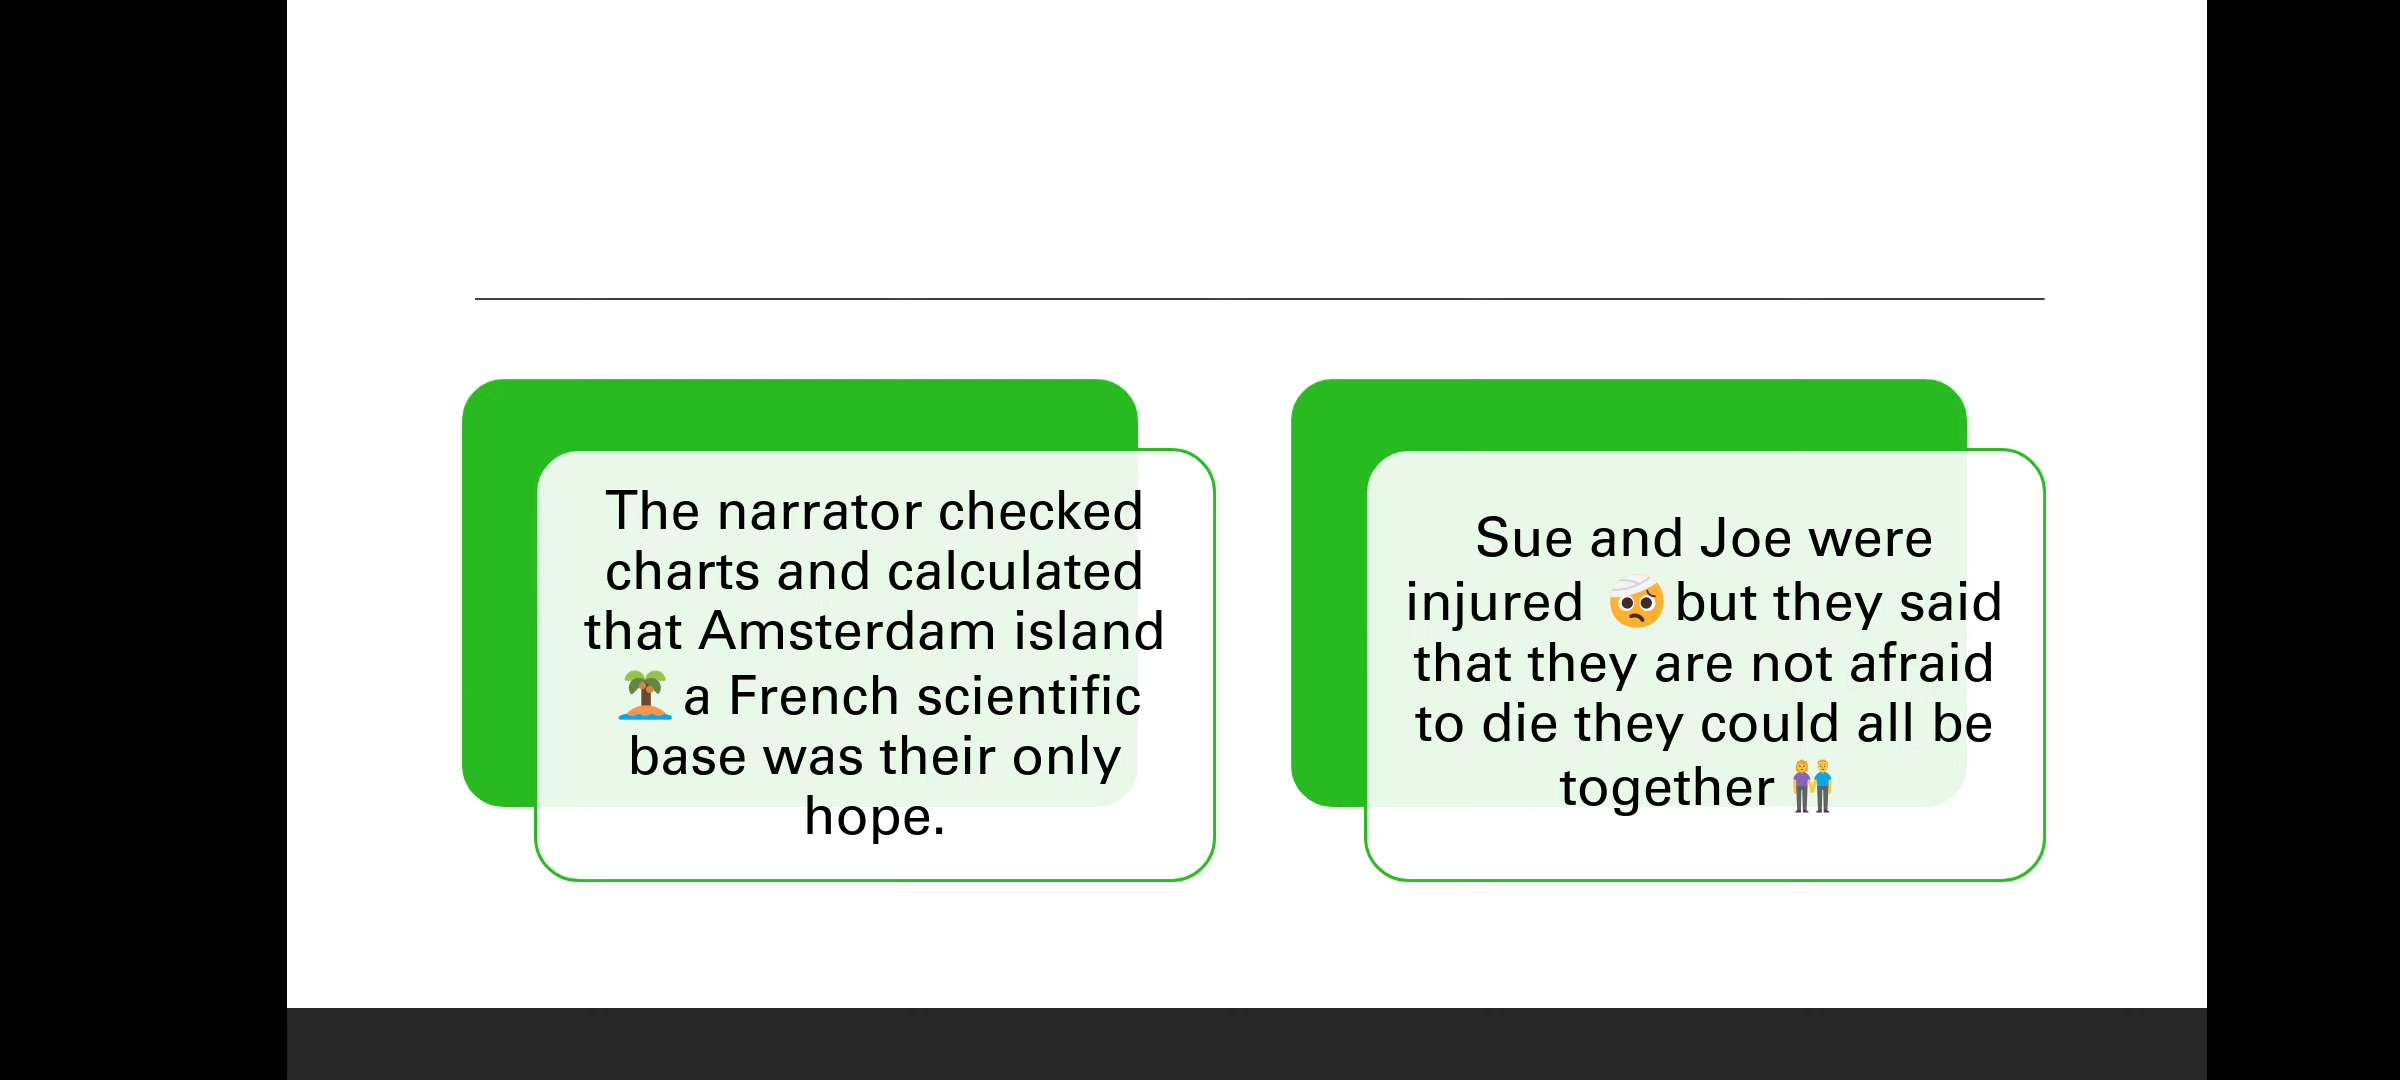 The narrator checked
charts and calculated
that Amsterdam island
🏝️ a French scientific
base was their only
hope.
Sue and Joe were
injured 🤕 but they said
that they are not afraid
to die they could all be
together 👫